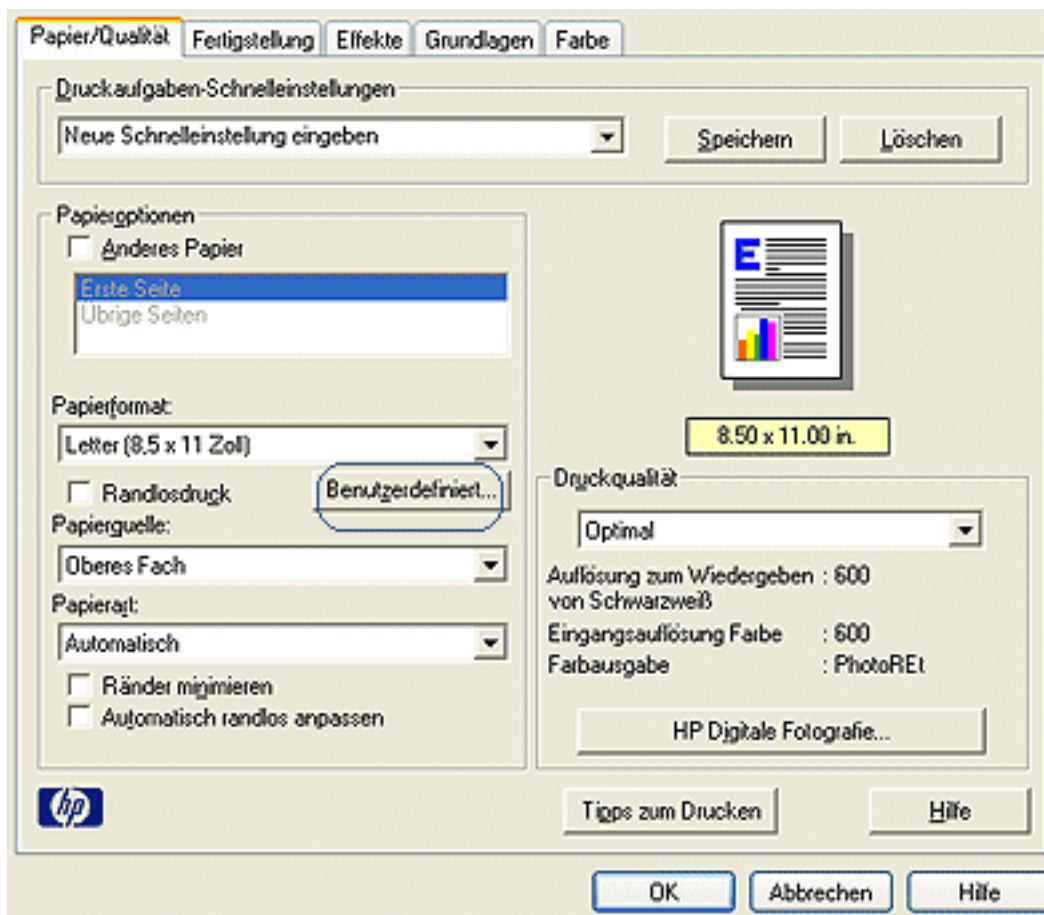 Papier/Qualität
Fertigstellung
Effekte
Grundlagen
Farbe
Druckaufgaben-Schnelleinstellungen
Neue Schnelleinstellung eingeben
Speichern
Löschen
Papieroptionen
Anderes Papier
Erste Seite
Übrige Seiten
Papierformat:
Letter (8,5 x 11 Zoll)
Randlosdruck
Benutzerdefiniert...
Papierquelle:
Oberes Fach
Papierart:
Automatisch
Ränder minimieren
Automatisch randlos anpassen
E
8.50 x 11.00 in.
Druckqualität
Optimal
Auflösung zum Wiedergeben : 600
von Schwarzweiß
Eingangsauflösung Farbe : 600
Farbausgabe : PhotoREt
HP Digitale Fotografie...
hp
Tipps zum Drucken
Hilfe
OK
Abbrechen
Hilfe